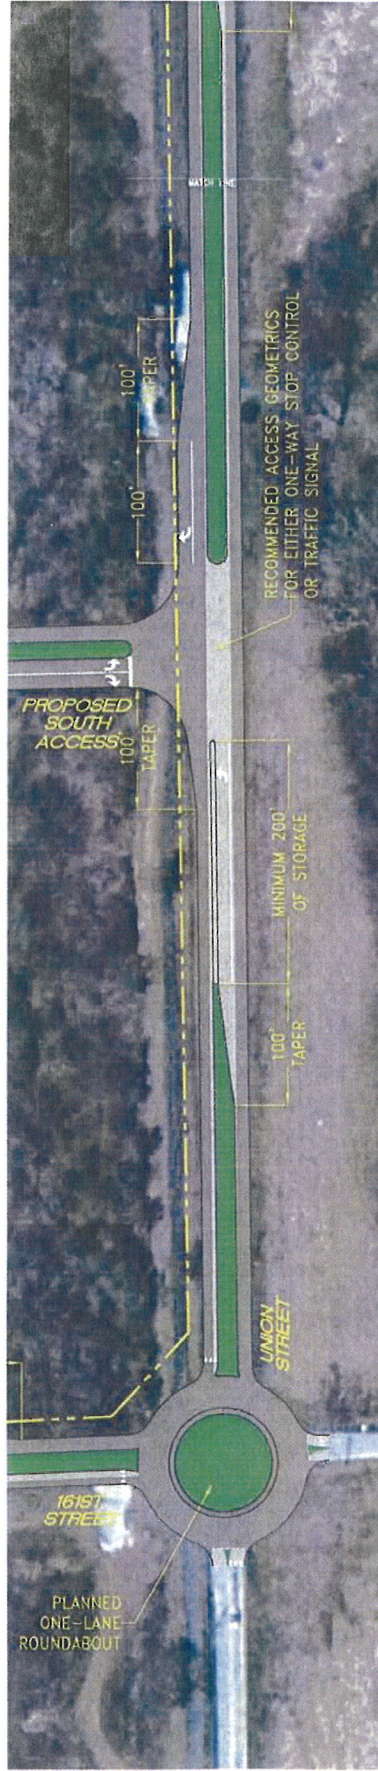 MATCH LINE
100'
TAPER
100'
RECOMMENDED ACCESS GEOMETRICS
FOR EITHER ONE-WAY STOP CONTROL
OR TRAFFIC SIGNAL
PROPOSED
SOUTH
ACCESS
100'
TAPER
MINIMUM 200'
OF STORAGE
100'
TAPER
UNION
STREET
161ST
STREET
PLANNED
ONE-LANE
ROUNDABOUT